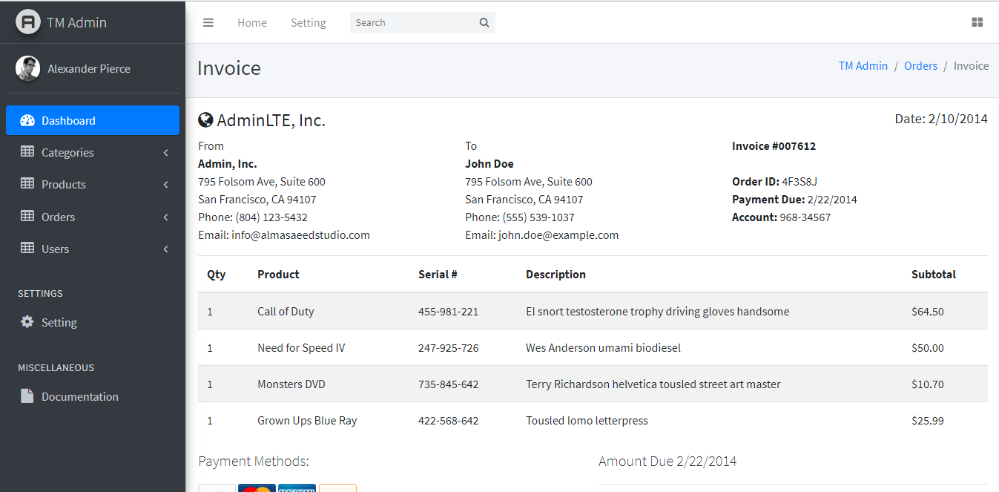 TM Admin
Home Setting Search
Alexander Pierce
Invoice
TM Admin / Orders / Invoice
Dashboard
Categories
Products
Orders
Users
SETTINGS
Setting
MISCELLANEOUS
Documentation
AdminLTE, Inc. Date: 2/10/2014
From
Admin, Inc.
795 Folsom Ave, Suite 600
San Francisco, CA 94107
Phone: (804) 123-5432
Email: info@almasaeedstudio.com
To
John Doe
795 Folsom Ave, Suite 600
San Francisco, CA 94107
Phone: (555) 539-1037
Email: john.doe@example.com
Invoice #007612
Order ID: 4F3S8J
Payment Due: 2/22/2014
Account: 968-34567
Qty Product Serial # Description Subtotal
1 Call of Duty 455-981-221 El snort testosterone trophy driving gloves handsome $64.50
1 Need for Speed IV 247-925-726 Wes Anderson umami biodiesel $50.00
1 Monsters DVD 735-845-642 Terry Richardson helvetica tousled street art master $10.70
1 Grown Ups Blue Ray 422-568-642 Tousled lomo letterpress $25.99
Payment Methods:
Amount Due 2/22/2014